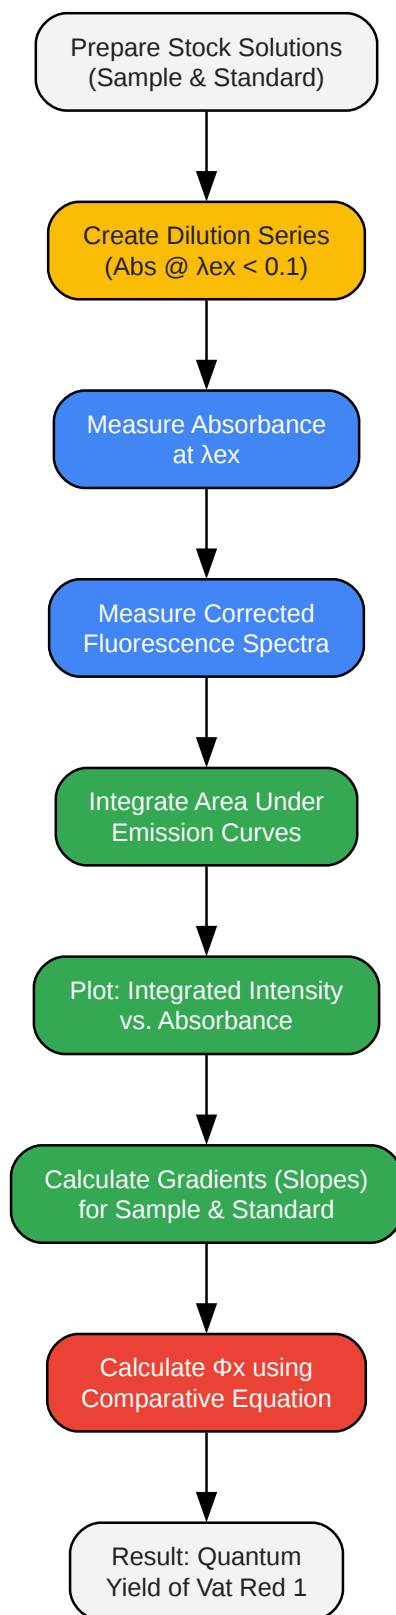 Prepare Stock Solutions
(Sample & Standard)
Create Dilution Series
(Abs @ λex < 0.1)
Measure Absorbance
at λex
Measure Corrected
Fluorescence Spectra
Integrate Area Under
Emission Curves
Plot: Integrated Intensity
vs. Absorbance
Calculate Gradients (Slopes)
for Sample & Standard
Calculate Φx using
Comparative Equation
Result: Quantum
Yield of Vat Red 1